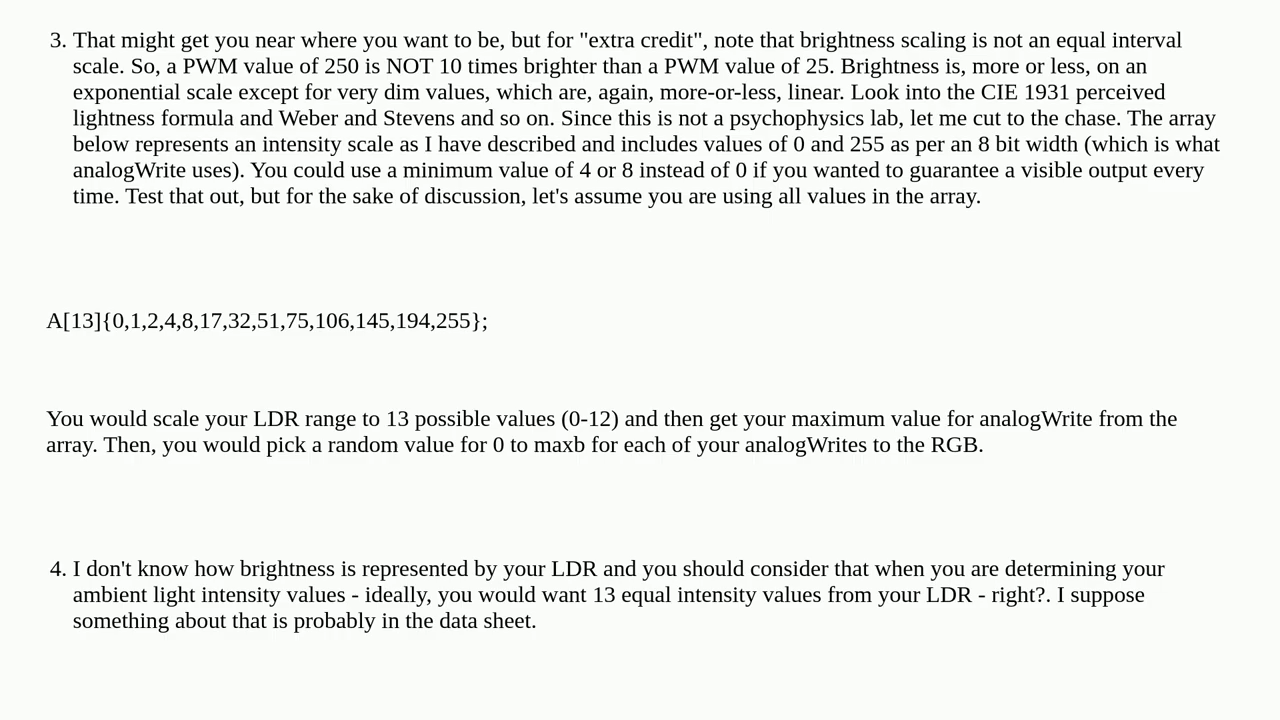 3. That might get you near where you want to be, but for "extra credit", note that brightness scaling is not an equal interval
scale. So, a PWM value of 250 is NOT 10 times brighter than a PWM value of 25. Brightness is, more or less, on an
exponential scale except for very dim values, which are, again, more-or-less, linear. Look into the CIE 1931 perceived
lightness formula and Weber and Stevens and so on. Since this is not a psychophysics lab, let me cut to the chase. The array
below represents an intensity scale as I have described and includes values of 0 and 255 as per an 8 bit width (which is what
analogWrite uses). You could use a minimum value of 4 or 8 instead of 0 if you wanted to guarantee a visible output every
time. Test that out, but for the sake of discussion, let's assume you are using all values in the array.
A[13]{0,1,2,4,8,17,32,51,75,106,145,194,255};
You would scale your LDR range to 13 possible values (0-12) and then get your maximum value for analogWrite from the
array. Then, you would pick a random value for 0 to maxb for each of your analogWrites to the RGB.
4. I don't know how brightness is represented by your LDR and you should consider that when you are determining your
ambient light intensity values - ideally, you would want 13 equal intensity values from your LDR - right?. I suppose
something about that is probably in the data sheet.